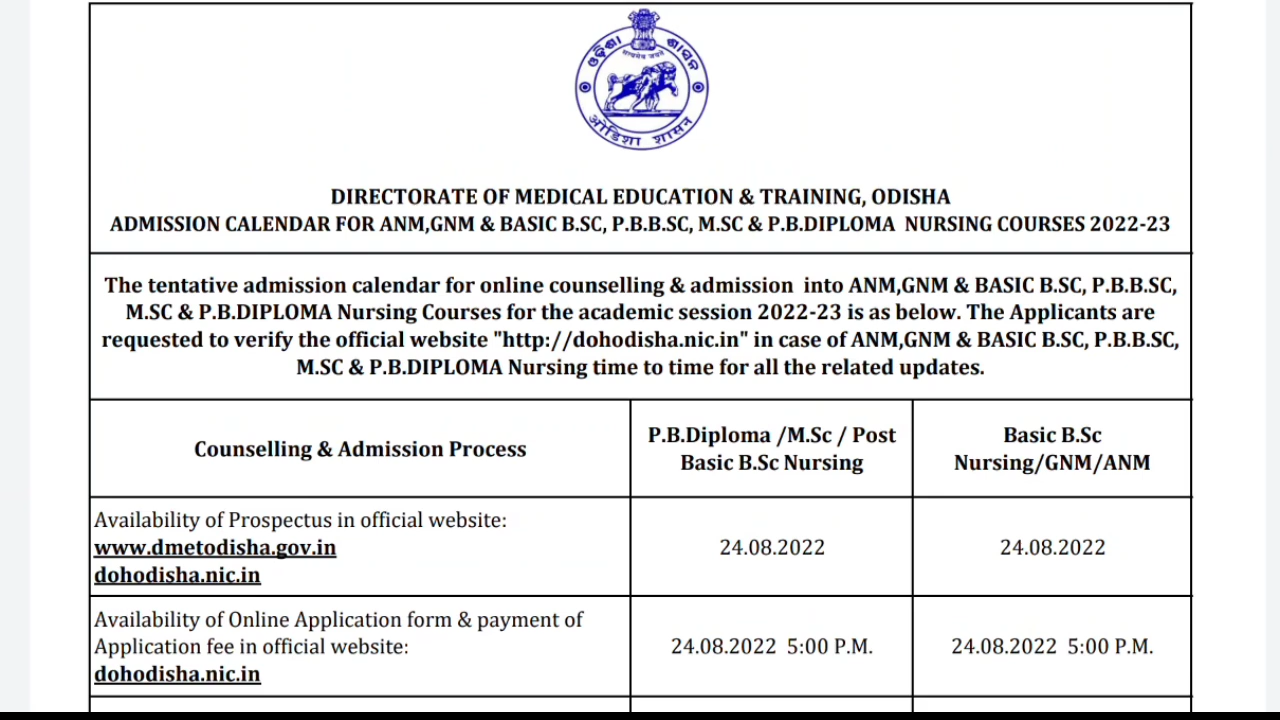 ଓଡ଼ିଶା ଶାସନ
सत्यमेव जयते
ओडिशा शासन
DIRECTORATE OF MEDICAL EDUCATION & TRAINING, ODISHA
ADMISSION CALENDAR FOR ANM,GNM & BASIC B.SC, P.B.B.SC, M.SC & P.B.DIPLOMA NURSING COURSES 2022-23
The tentative admission calendar for online counselling & admission into ANM,GNM & BASIC B.SC, P.B.B.SC,
M.SC & P.B.DIPLOMA Nursing Courses for the academic session 2022-23 is as below. The Applicants are
requested to verify the official website "http://dohodisha.nic.in" in case of ANM,GNM & BASIC B.SC, P.B.B.SC,
M.SC & P.B.DIPLOMA Nursing time to time for all the related updates.
Counselling & Admission Process
P.B.Diploma /M.Sc / Post
Basic B.Sc Nursing
Basic B.Sc
Nursing/GNM/ANM
Availability of Prospectus in official website:
www.dmetodisha.gov.in
dohodisha.nic.in
24.08.2022
24.08.2022
Availability of Online Application form & payment of
Application fee in official website:
dohodisha.nic.in
24.08.2022 5:00 P.M.
24.08.2022 5:00 P.M.